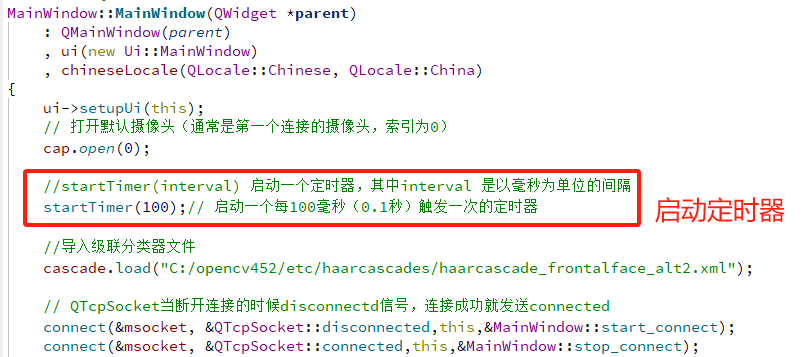 MainWindow::MainWindow(QWidget *parent)
: QMainWindow(parent)
, ui(new Ui::MainWindow)
, chineseLocale(QLocale::Chinese, QLocale::China)
{
ui->setupUi(this);
// 打开默认摄像头（通常是第一个连接的摄像头，索引为0）
cap.open(0);
//startTimer(interval) 启动一个定时器，其中interval 是以毫秒为单位的间隔
startTimer(100);// 启动一个每100毫秒（0.1秒）触发一次的定时器
启动定时器
//导入级联分类器文件
cascade.load("C:/opencv452/etc/haarcascades/haarcascade_frontalface_alt2.xml");
// QTcpSocket当断开连接的时候disconnectd信号，连接成功就发送connected
connect(&msocket, &QTcpSocket::disconnected,this,&MainWindow::start_connect);
connect(&msocket, &QTcpSocket::connected,this,&MainWindow::stop_connect);